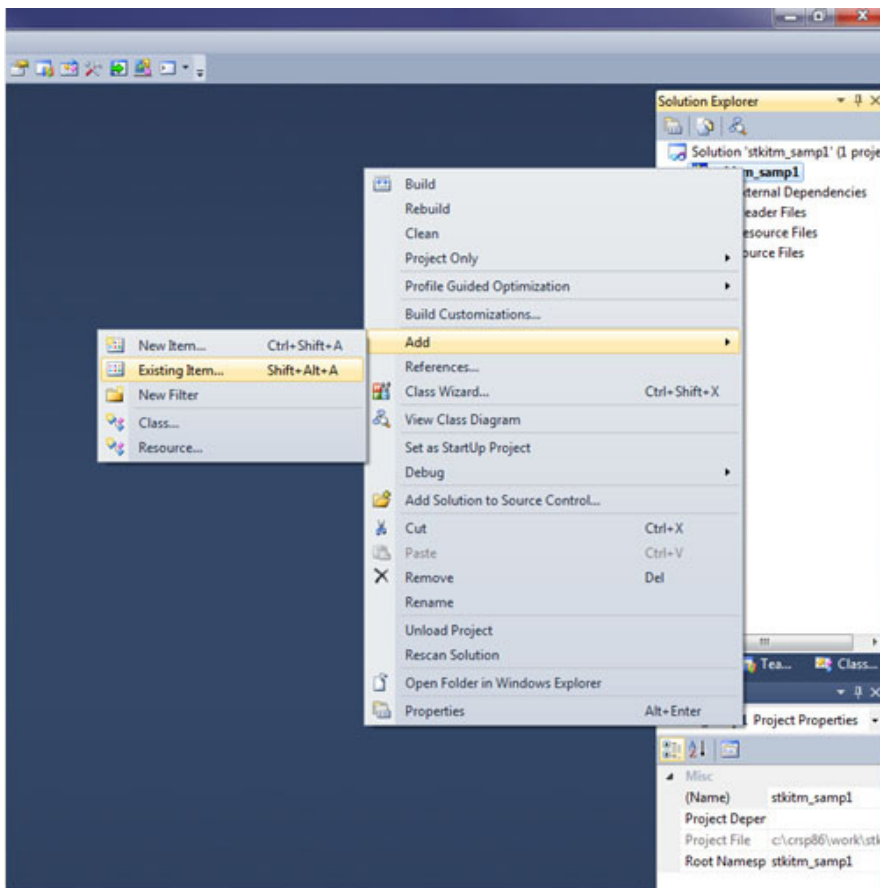 Solution Explorer
Solution 'stkitm_samp1' (1 proje
m_samp1
ternal Dependencies
eader Files
esource Files
ource Files
Build
Rebuild
Clean
Project Only
Profile Guided Optimization
Build Customizations...
Add
References...
Class Wizard... Ctrl+Shift+X
View Class Diagram
Set as StartUp Project
Debug
Add Solution to Source Control...
Cut Ctrl+X
Paste Ctrl+V
Remove Del
Rename
Unload Project
Rescan Solution
Open Folder in Windows Explorer
Properties Alt+Enter
New Item... Ctrl+Shift+A
Existing Item... Shift+Alt+A
New Filter
Class...
Resource...
Tea... Class...
1 Project Properties
Misc
(Name) stkitm_samp1
Project Deper
Project File c:\crsp86\work\stk
Root Namesp stkitm_samp1